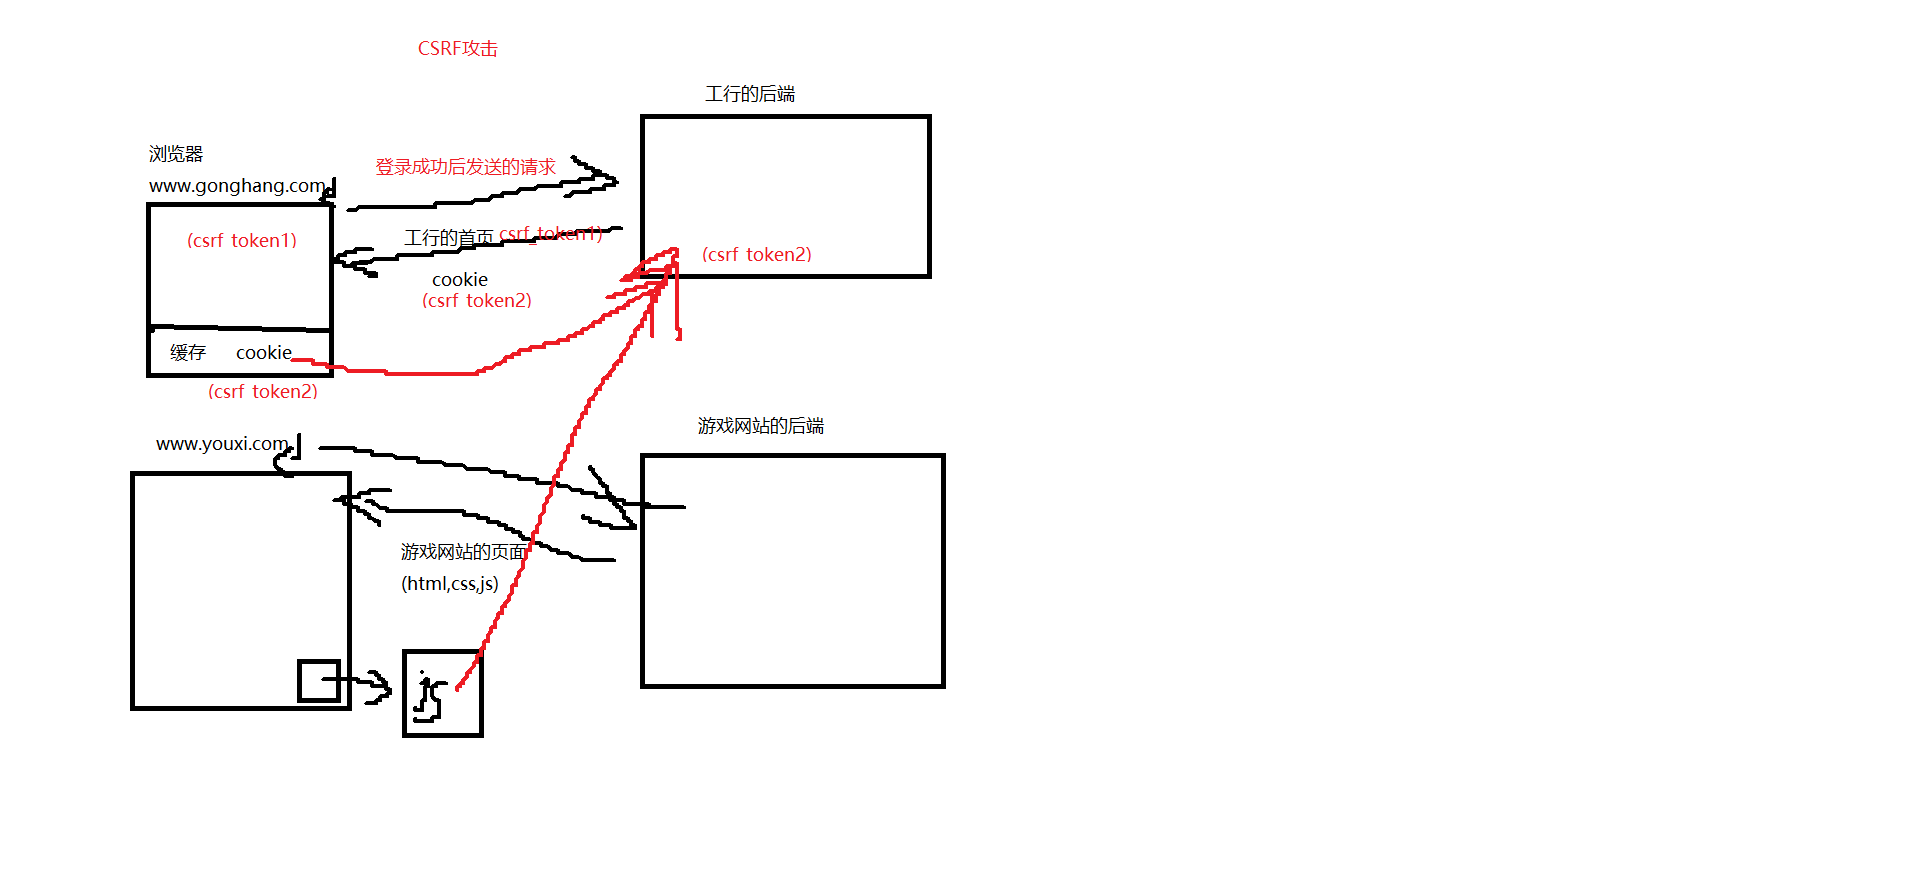 CSRF攻击
工行的后端
浏览器
www.gonghang.com
登录成功后发送的请求
(csrf token1)
工行的首页 csrf_token1)
(csrf token2)
cookie
(csrf token2)
缓存 cookie
(csrf token2)
www.youxi.com
游戏网站的后端
游戏网站的页面
(html,css,js)
js